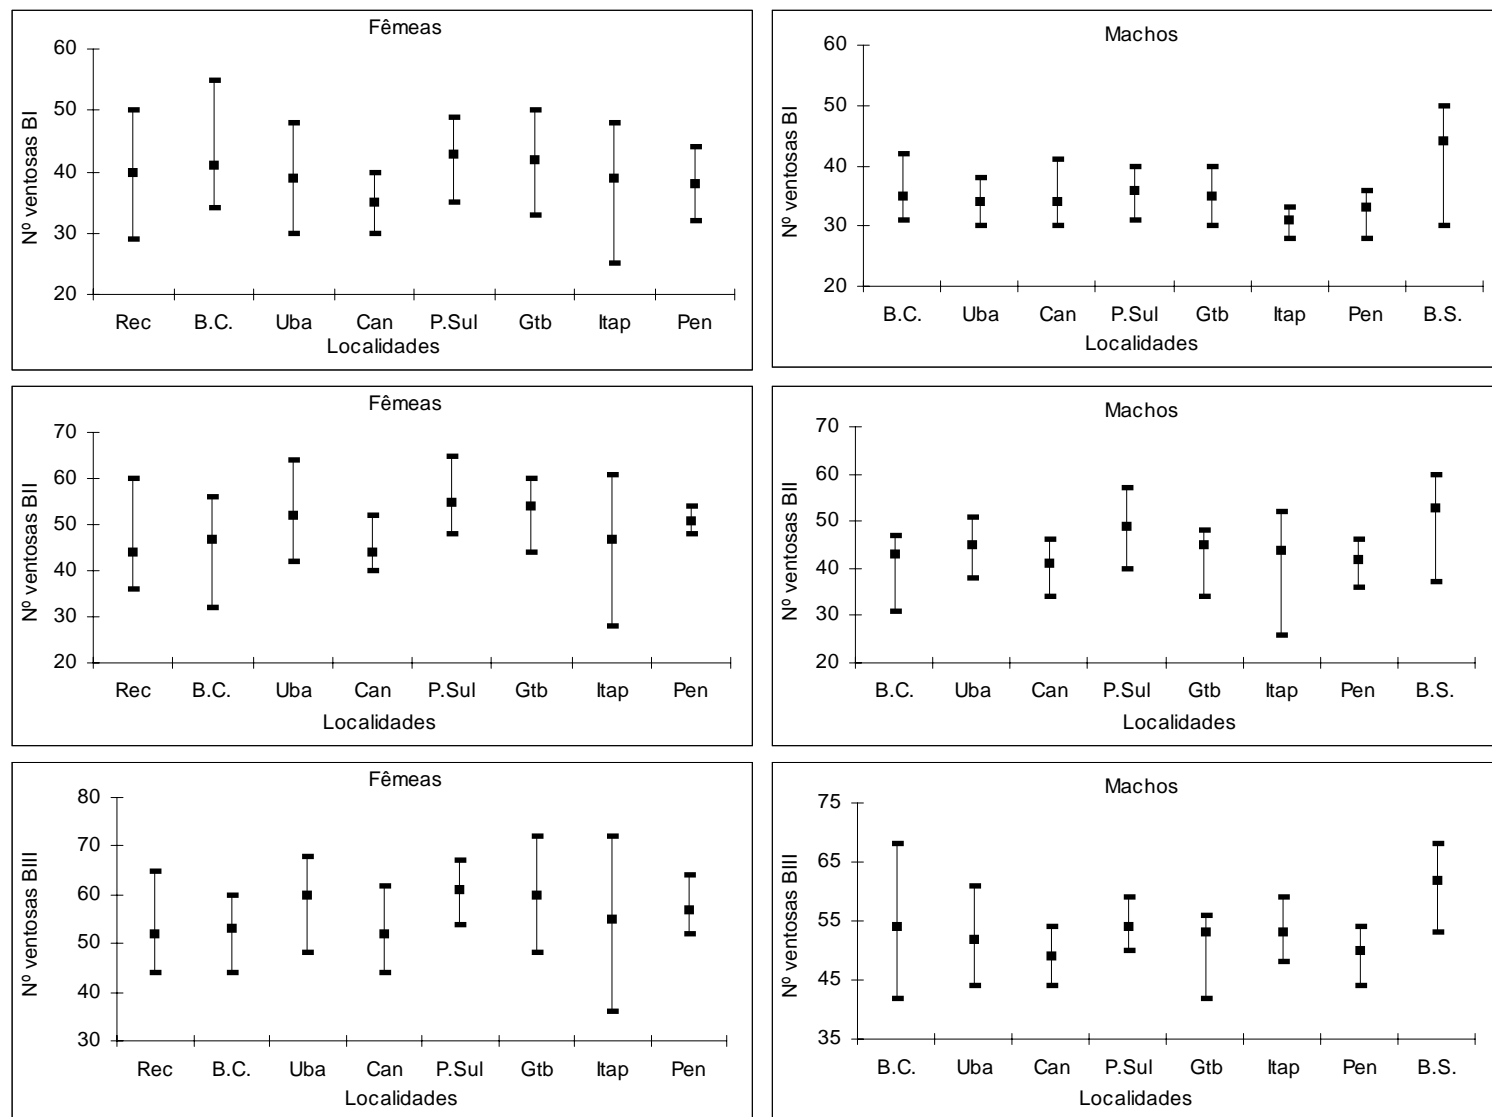 Fêmeas
Nº ventosas BI
60
50
40
30
20
Rec B.C. Uba Can P.Sul Gtb Itap Pen
Localidades
Machos
Nº ventosas BI
60
50
40
30
20
B.C. Uba Can P.Sul Gtb Itap Pen B.S.
Localidades
Fêmeas
Nº ventosas BII
70
60
50
40
30
20
Rec B.C. Uba Can P.Sul Gtb Itap Pen
Localidades
Machos
Nº ventosas BII
70
60
50
40
30
20
B.C. Uba Can P.Sul Gtb Itap Pen B.S.
Localidades
Fêmeas
Nº ventosas BIII
80
70
60
50
40
30
Rec B.C. Uba Can P.Sul Gtb Itap Pen
Localidades
Machos
Nº ventosas BIII
75
65
55
45
35
B.C. Uba Can P.Sul Gtb Itap Pen B.S.
Localidades